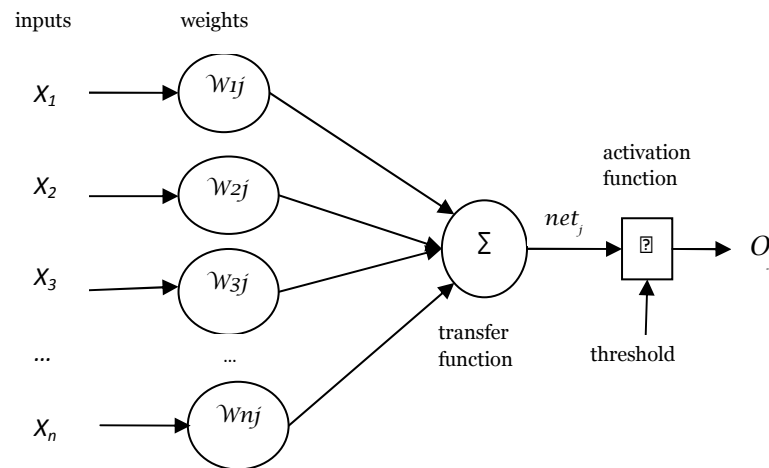 inputs
weights
X1
W1j
X2
W2j
X3
W3j
...
...
Xn
Wnj
Σ
transfer
function
netj
activation
function
threshold
O